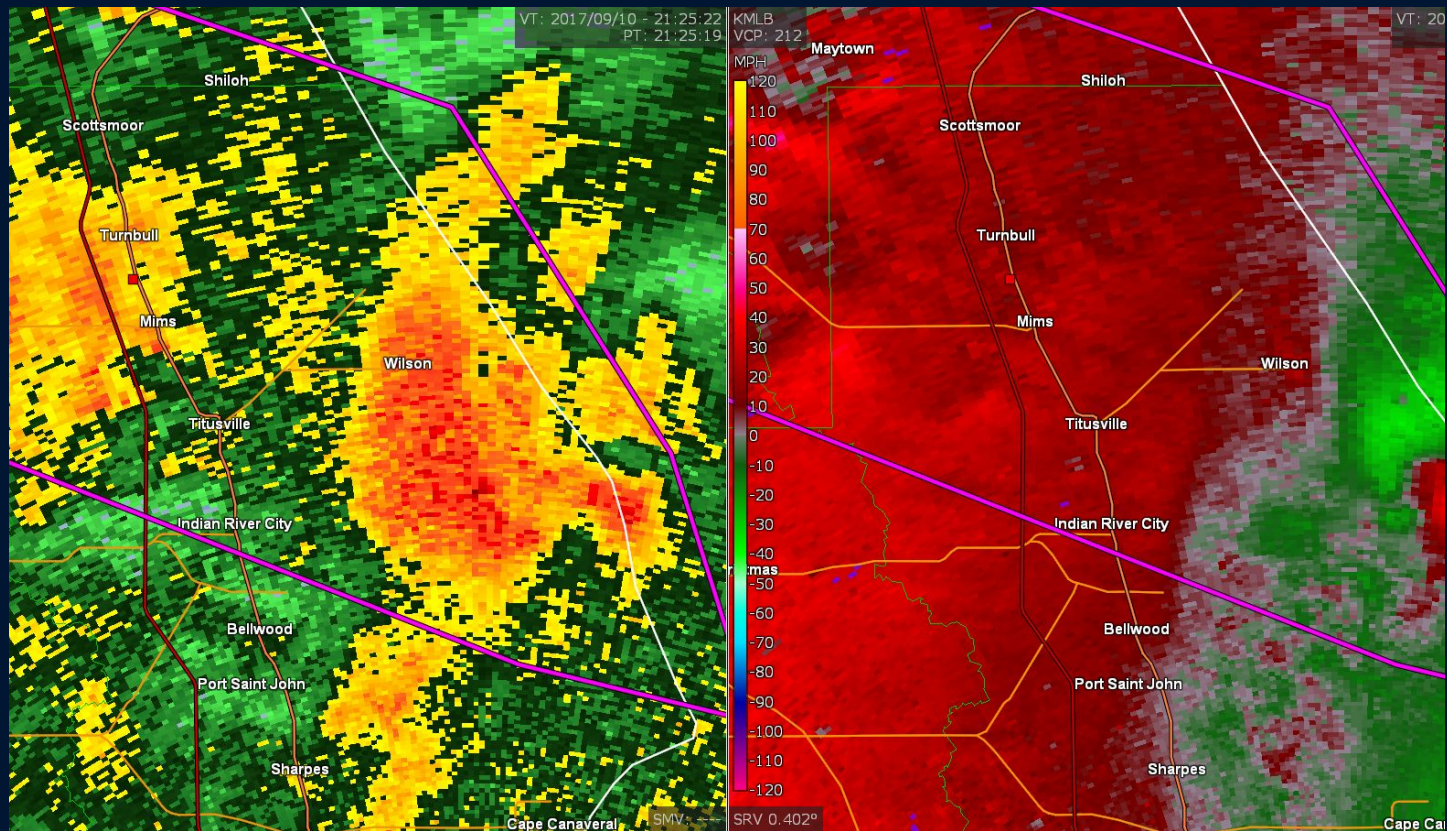 VT: 2017/09/10 - 21:25:22
PT: 21:25:19
Shiloh
Scottsmoor
Turnbull
Mims
Wilson
Titusville
Indian River City
Bellwood
Port Saint John
Sharpes
Cape Canaveral
SMV: ----
KMLB
VCP: 212
MPH
120
110
100
90
80
70
60
50
40
30
20
10
0
-10
-20
-30
-40
-50
-60
-70
-80
-90
-100
-110
-120
SRV 0.402°
VT: 20
Maytown
Shiloh
Scottsmoor
Turnbull
Mims
Wilson
Titusville
Indian River City
tmas
Bellwood
Port Saint John
Sharpes
Cape Ca